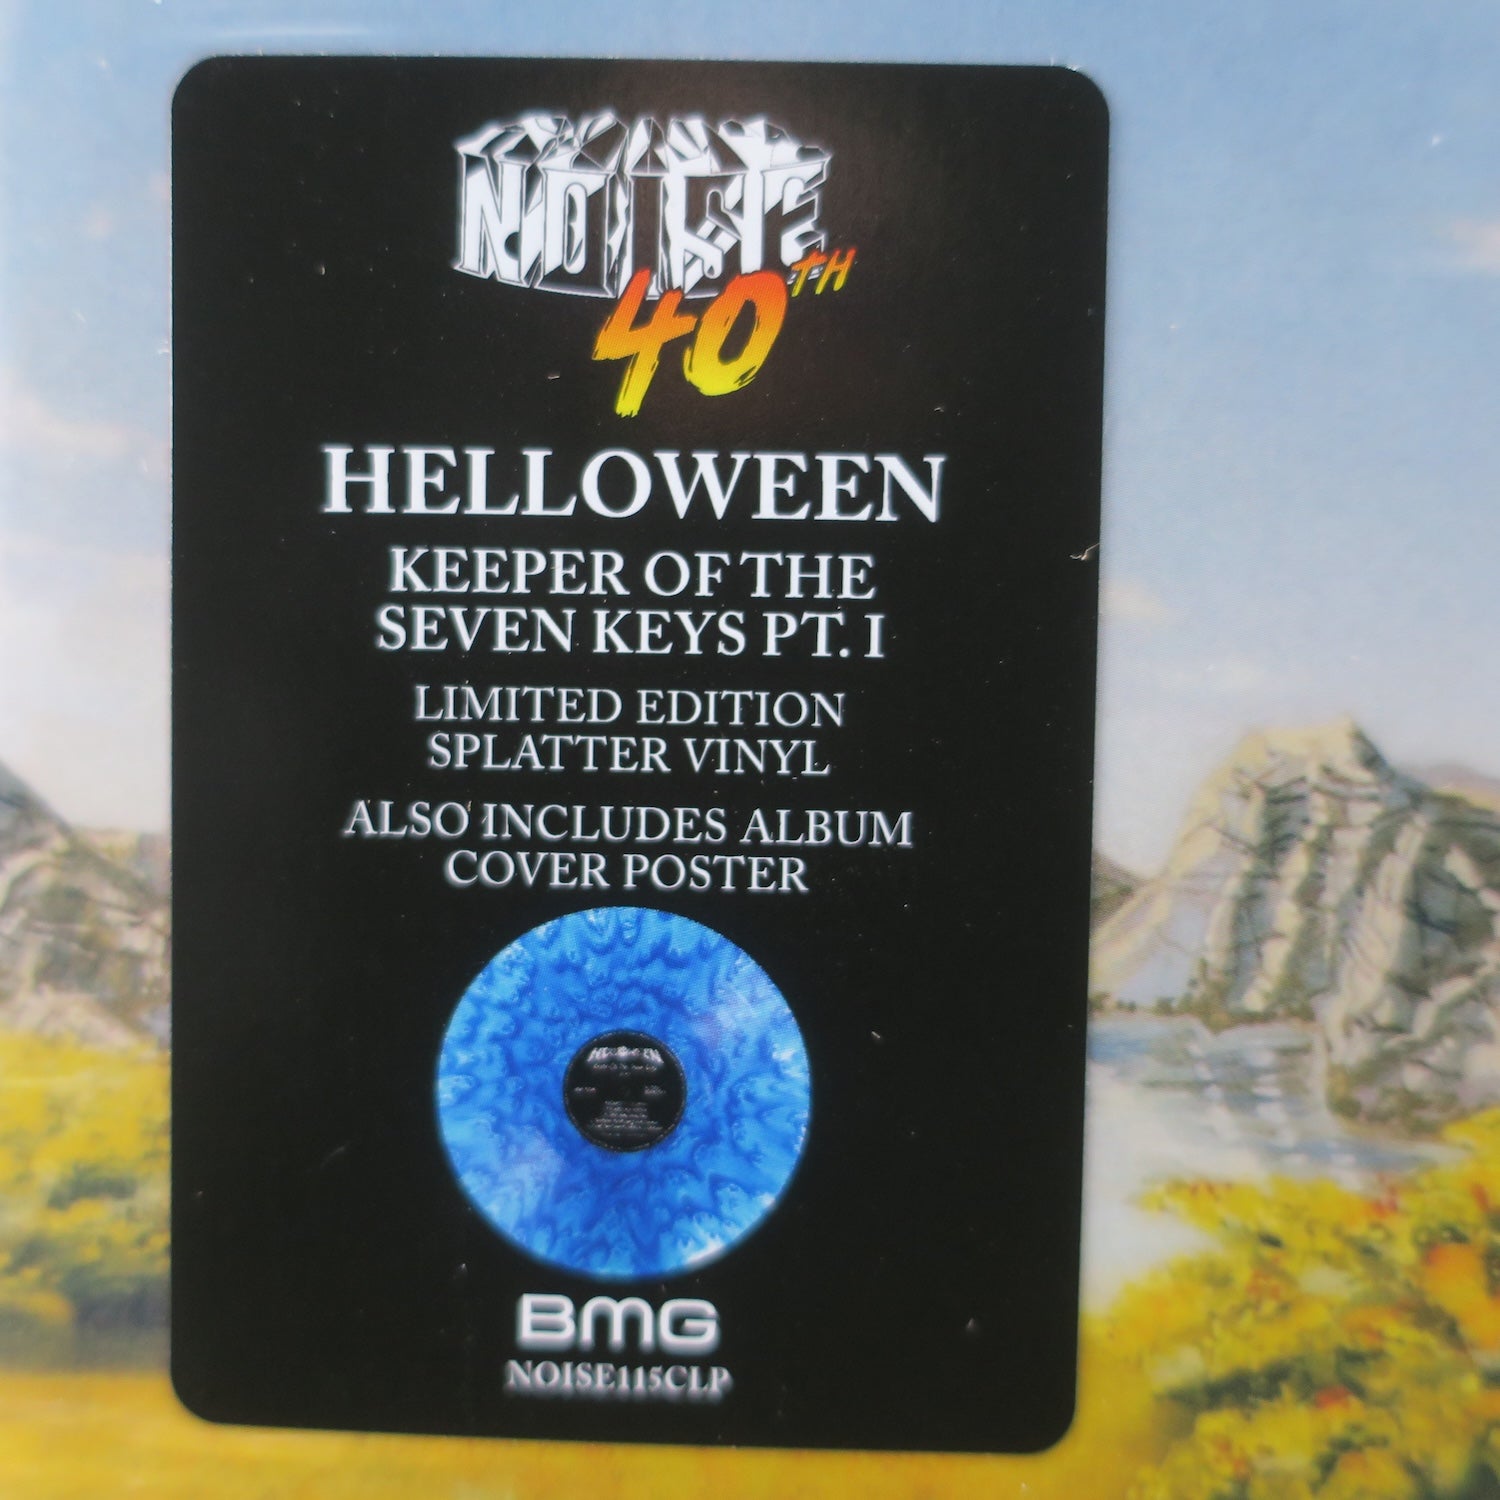 NOISE
40TH
HELLOWEEN
KEEPER OF THE
SEVEN KEYS PT. I
LIMITED EDITION
SPLATTER VINYL
ALSO INCLUDES ALBUM
COVER POSTER
HELLOWEEN
BMG
NOISE115CLP